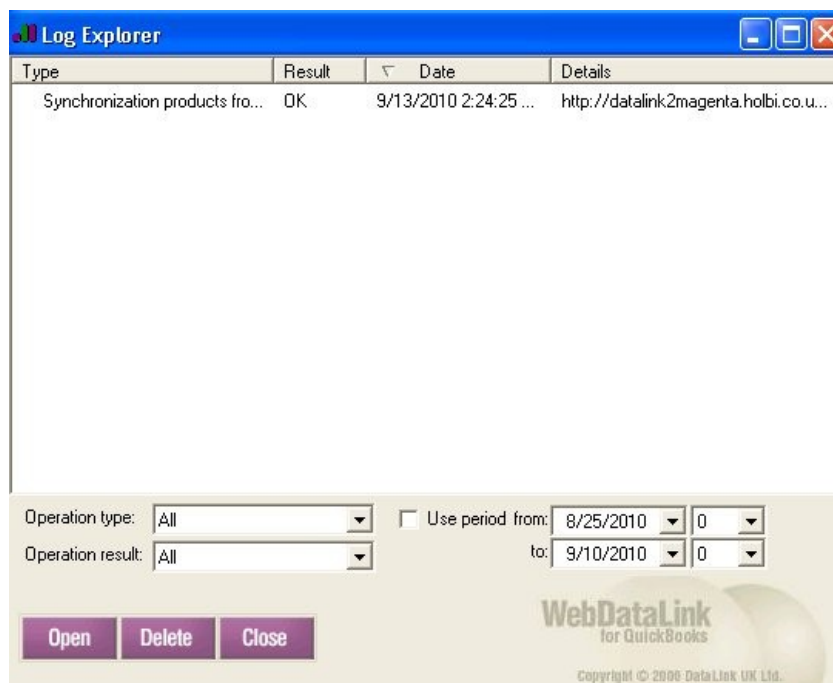 Log Explorer
Type Result Date Details
Synchronization products fro... OK 9/13/2010 2:24:25 ... http://datalink2magenta.holbi.co.u...
Operation type: All Use period from: 8/25/2010 0
Operation result: All to: 9/10/2010 0
Open Delete Close
WebDataLink
for QuickBooks
Copyright © 2006 DataLink UK Ltd.